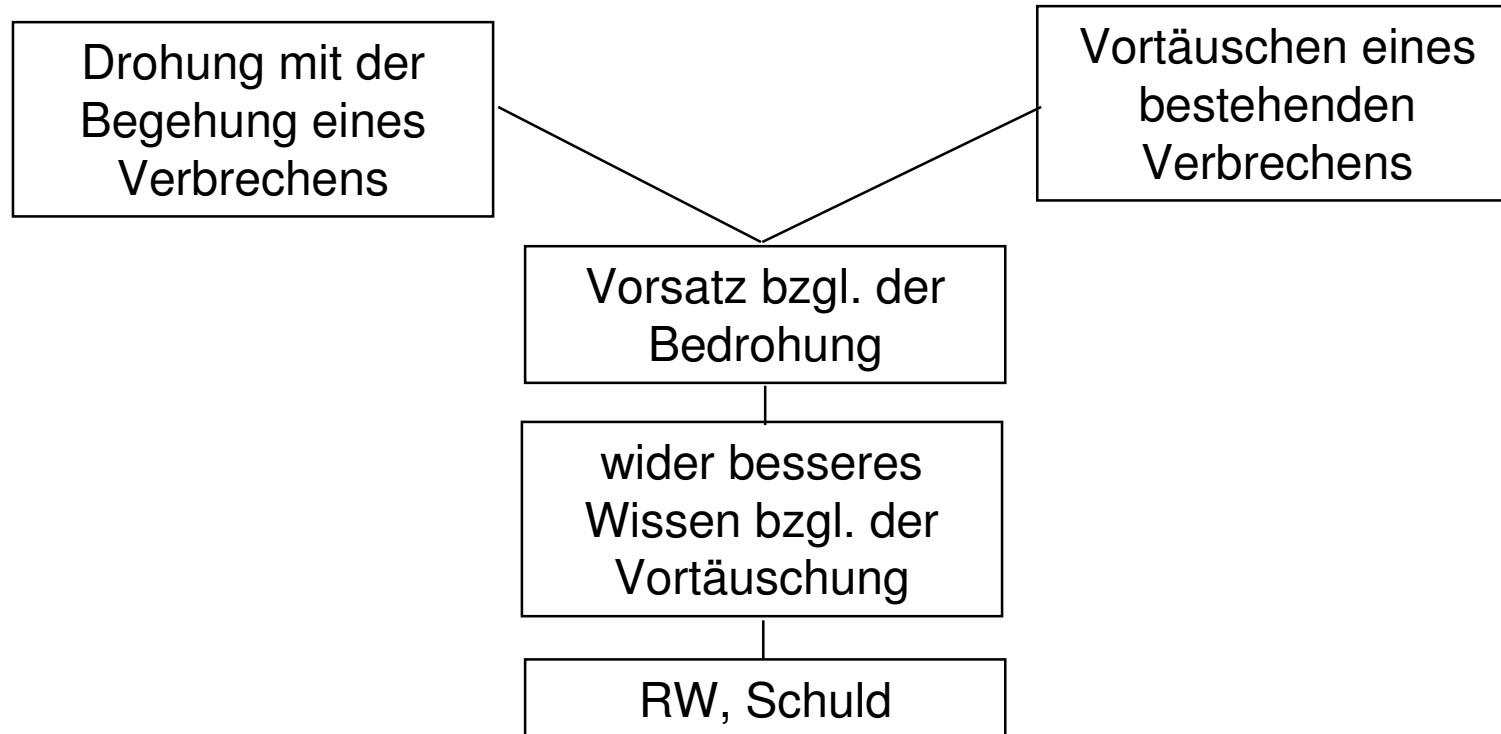 Drohung mit der
Begehung eines
Verbrechens
Vortäuschen eines
bestehenden
Verbrechens
Vorsatz bzgl. der
Bedrohung
wider besseres
Wissen bzgl. der
Vortäuschung
RW, Schuld